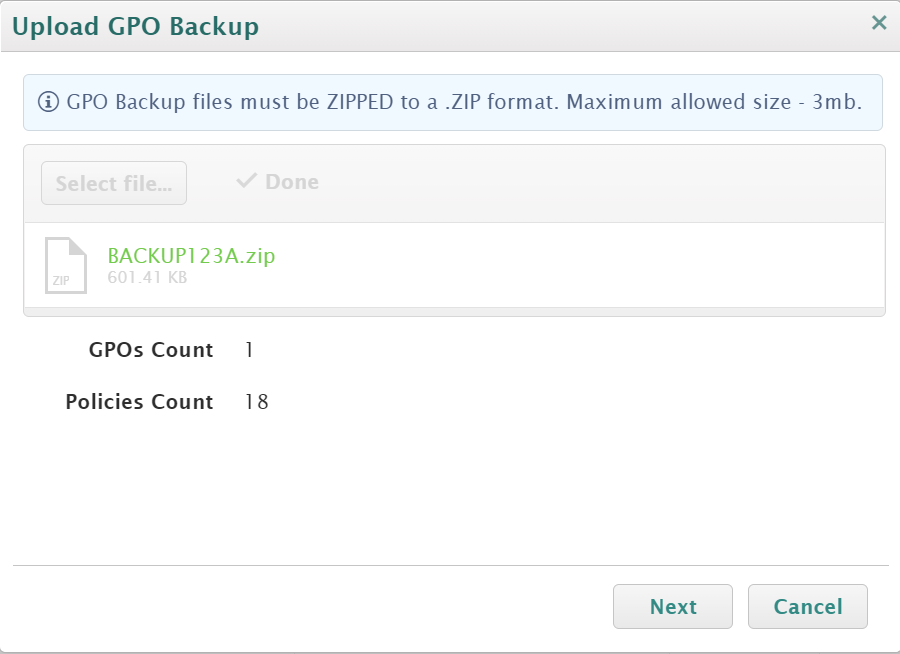 Upload GPO Backup
GPO Backup files must be ZIPPED to a .ZIP format. Maximum allowed size - 3mb.
Select file...
Done
BACKUP123A.zip
ZIP
601.41 KB
GPOs Count 1
Policies Count 18
Next Cancel